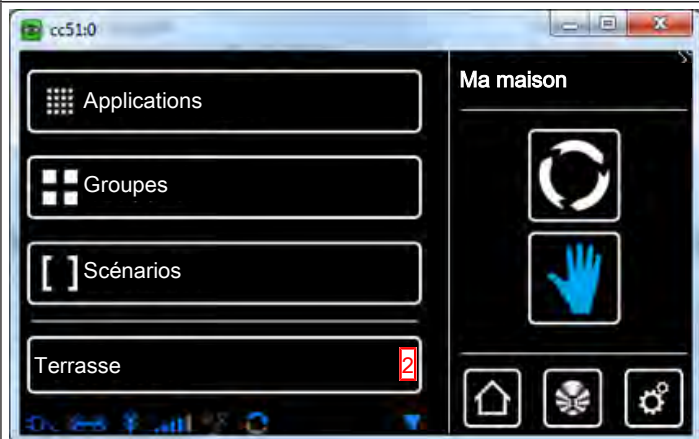 cc51:0
Applications
Groupes
Scénarios
Terrasse 2
Ma maison